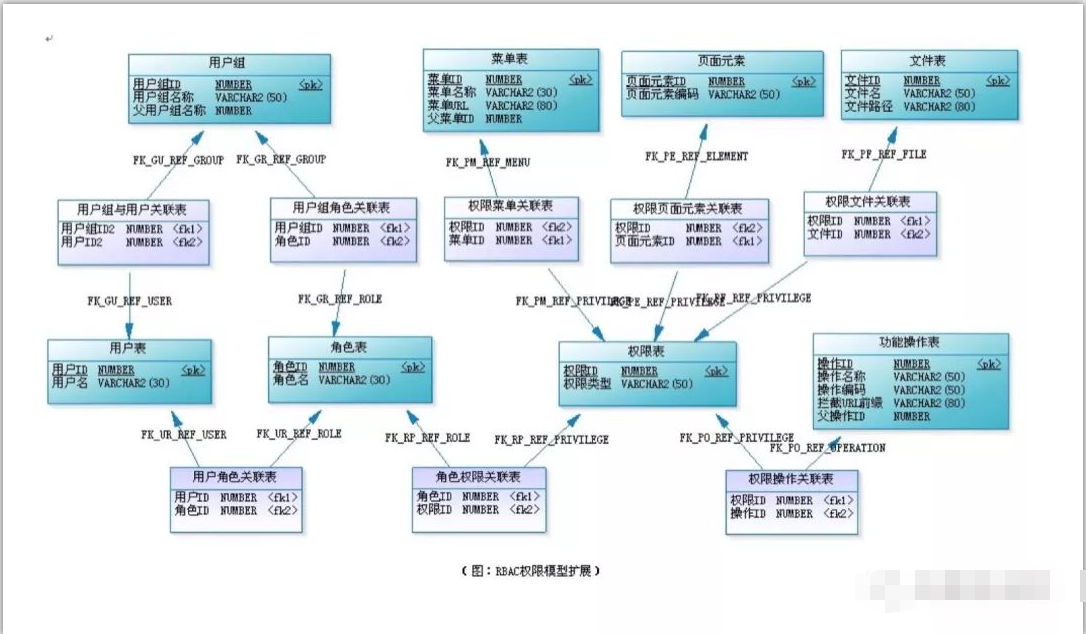 用户组
用户组ID NUMBER <pk>
用户组名称 VARCHAR2(50)
父用户组名称 NUMBER
菜单表
菜单ID NUMBER <pk>
菜单名称 VARCHAR2(30)
菜单URL VARCHAR2(80)
父菜单ID NUMBER
页面元素
页面元素ID NUMBER <pk>
页面元素编码 VARCHAR2(50)
文件表
文件ID NUMBER <pk>
文件名 VARCHAR2(50)
文件路径 VARCHAR2(80)
FK_GU_REF_GROUP
FK_GR_REF_GROUP
FK_PM_REF_MENU
FK_PE_REF_ELEMENT
FK_PF_REF_FILE
用户组与用户关联表
用户组ID2 NUMBER <fk1>
用户ID2 NUMBER <fk2>
用户组角色关联表
用户组ID NUMBER <fk1>
角色ID NUMBER <fk2>
权限菜单关联表
权限ID NUMBER <fk2>
菜单ID NUMBER <fk1>
权限页面元素关联表
权限ID NUMBER <fk2>
页面元素ID NUMBER <fk1>
权限文件关联表
权限ID NUMBER <fk1>
文件ID NUMBER <fk2>
FK_GU_REF_USER
FK_GR_REF_ROLE
FK_PM_REF_PRIVILEGE
FK_PE_REF_PRIVILEGE
FK_PF_REF_PRIVILEGE
用户表
用户ID NUMBER <pk>
用户名 VARCHAR2(30)
角色表
角色ID NUMBER <pk>
角色名 VARCHAR2(30)
权限表
权限ID NUMBER <pk>
权限类型 VARCHAR2(50)
功能操作表
操作ID NUMBER <pk>
操作名称 VARCHAR2(50)
操作编码 VARCHAR2(50)
拦截URL前缀 VARCHAR2(80)
父操作ID NUMBER
FK_UR_REF_USER
FK_UR_REF_ROLE
FK_RP_REF_ROLE
FK_RP_REF_PRIVILEGE
FK_PO_REF_PRIVILEGE
FK_PO_REF_OPERATION
用户角色关联表
用户ID NUMBER <fk1>
角色ID NUMBER <fk2>
角色权限关联表
角色ID NUMBER <fk1>
权限ID NUMBER <fk2>
权限操作关联表
权限ID NUMBER <fk1>
操作ID NUMBER <fk2>
(图：RBAC权限模型扩展)